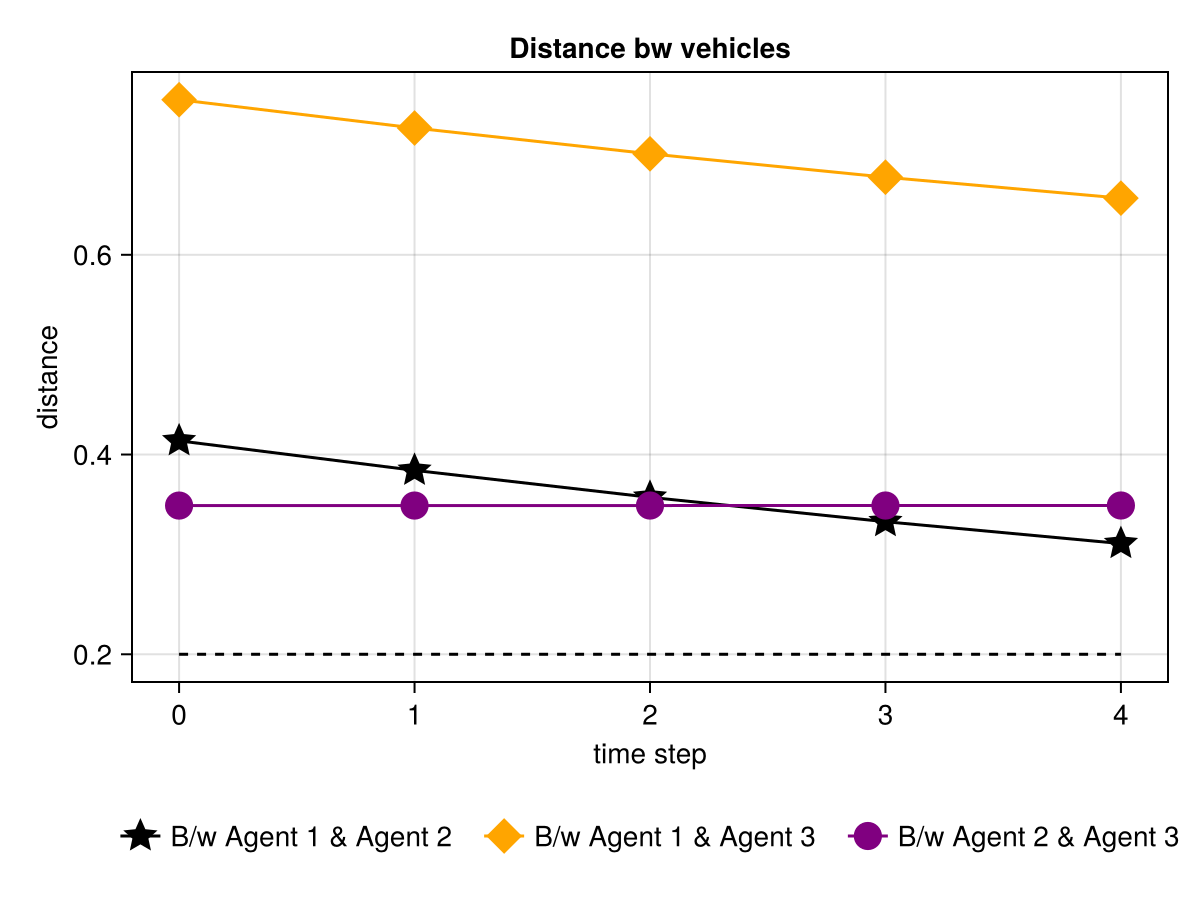 Distance bw vehicles
0.6
0.4
0.2
distance
0 1 2 3 4
time step
B/w Agent 1 & Agent 2 B/w Agent 1 & Agent 3 B/w Agent 2 & Agent 3